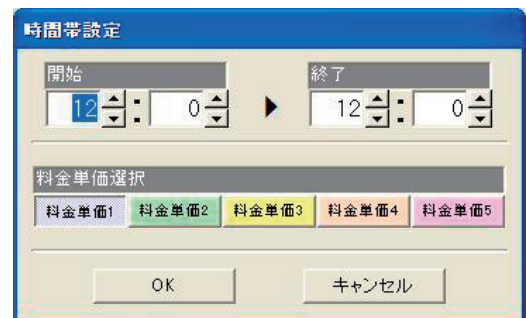 時間帯設定
開始 終了
12 : 0 ▶ 12 : 0
料金単価選択
料金単価1 料金単価2 料金単価3 料金単価4 料金単価5
OK キャンセル